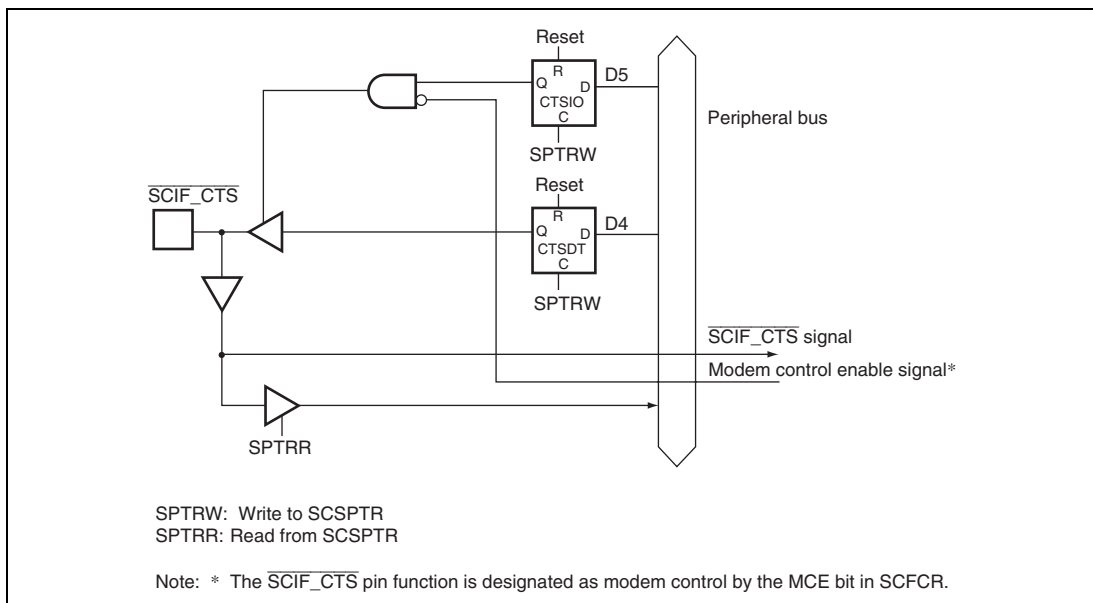 Reset
R
Q
D
D5
CTSIO
C
Peripheral bus
SPTRW
SCIF_CTS
Reset
R
Q
D
D4
CTSDT
C
SPTRW
SCIF_CTS signal
Modem control enable signal*
SPTRR
SPTRW: Write to SCSPTR
SPTRR: Read from SCSPTR
Note: * The SCIF_CTS pin function is designated as modem control by the MCE bit in SCFCR.